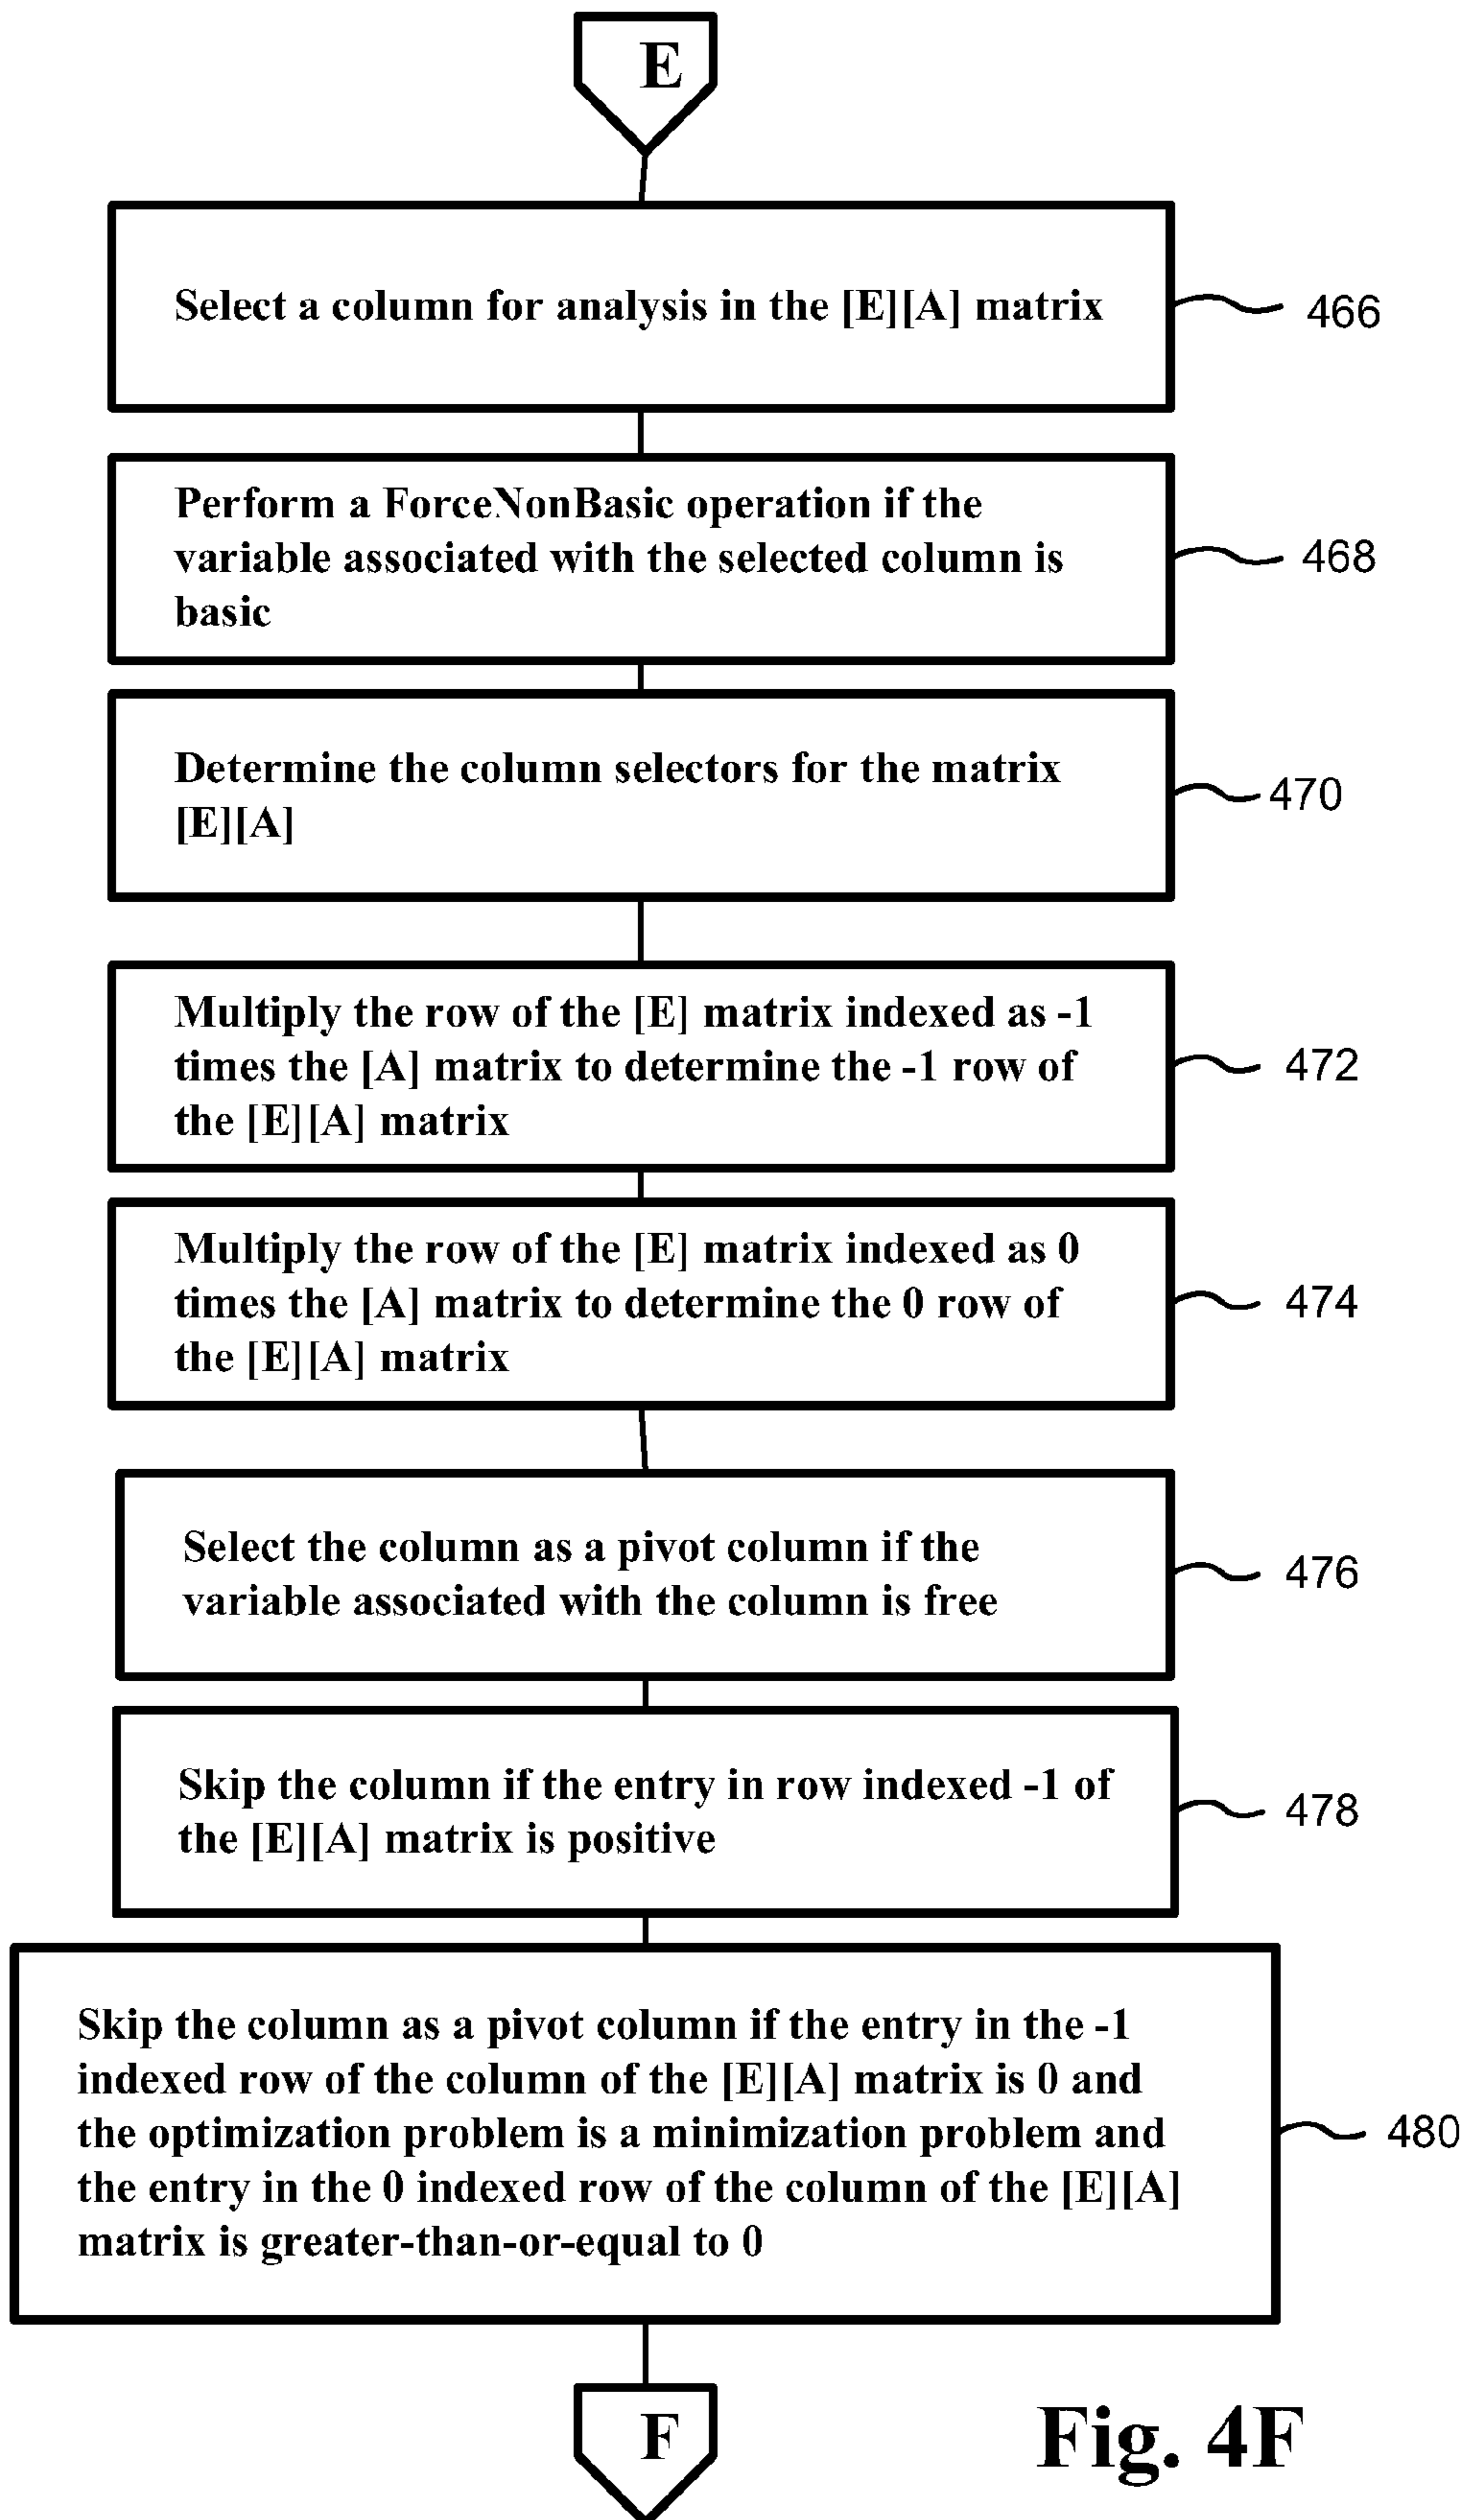 E
Select a column for analysis in the [E][A] matrix
466
Perform a ForceNonBasic operation if the
variable associated with the selected column is
basic
468
Determine the column selectors for the matrix
[E][A]
470
Multiply the row of the [E] matrix indexed as -1
times the [A] matrix to determine the -1 row of
the [E][A] matrix
472
Multiply the row of the [E] matrix indexed as 0
times the [A] matrix to determine the 0 row of
the [E][A] matrix
474
Select the column as a pivot column if the
variable associated with the column is free
476
Skip the column if the entry in row indexed -1 of
the [E][A] matrix is positive
478
Skip the column as a pivot column if the entry in the -1
indexed row of the column of the [E][A] matrix is 0 and
the optimization problem is a minimization problem and
the entry in the 0 indexed row of the column of the [E][A]
matrix is greater-than-or-equal to 0
480
F
Fig. 4F